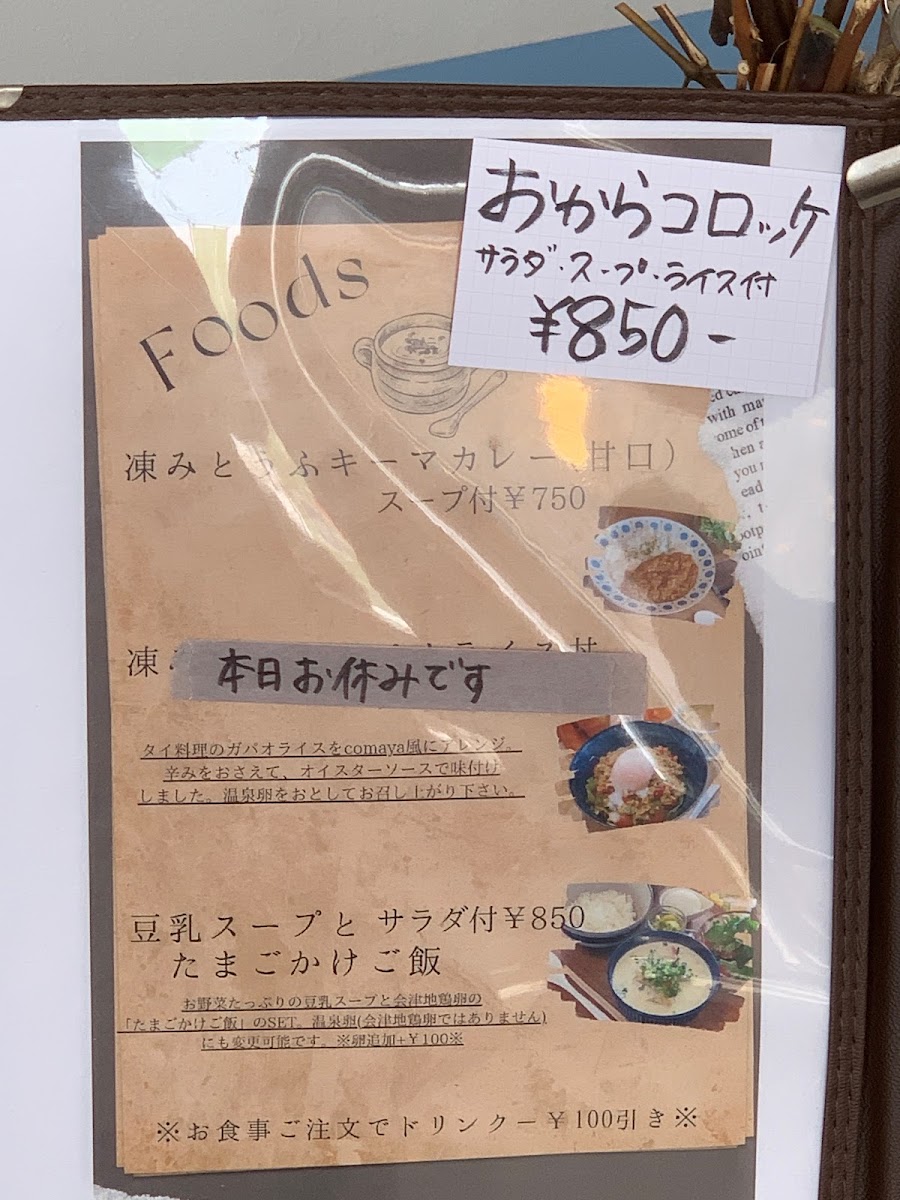 おからコロッケ
サラダ・スープ・ライス付
¥850-
Foods
凍みとうふキーマカレー(甘口)
スープ付¥750
凍
本日お休みです
タイ料理のガパオライスをcomaya風にアレンジ。
辛みをおさえて、オイスターソースで味付け
しました。温泉卵をおとしてお召し上がり下さい。
豆乳スープと サラダ付¥850
たまごかけご飯
お野菜たっぷりの豆乳スープと会津地鶏卵の
「たまごかけご飯」のSET。温泉卵(会津地鶏卵ではありません)
にも変更可能です。※卵追加+¥100※
※お食事ご注文でドリンクー¥100引き※
with
ome of
hen
you
ead